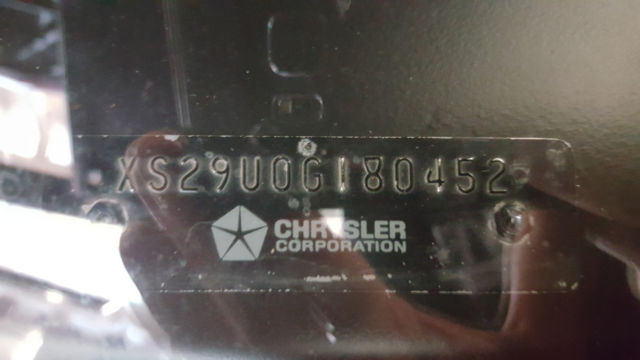 XS29U0G180452
CHRYSLER
CORPORATION